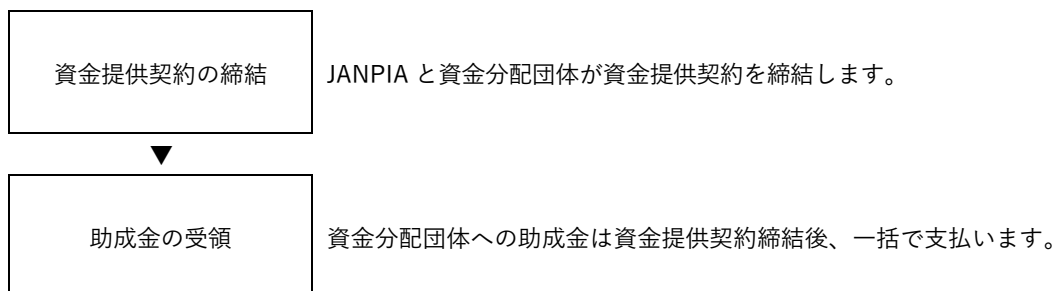 資金提供契約の締結
JANPIA と資金分配団体が資金提供契約を締結します。
▼
助成金の受領
資金分配団体への助成金は資金提供契約締結後、一括で支払います。